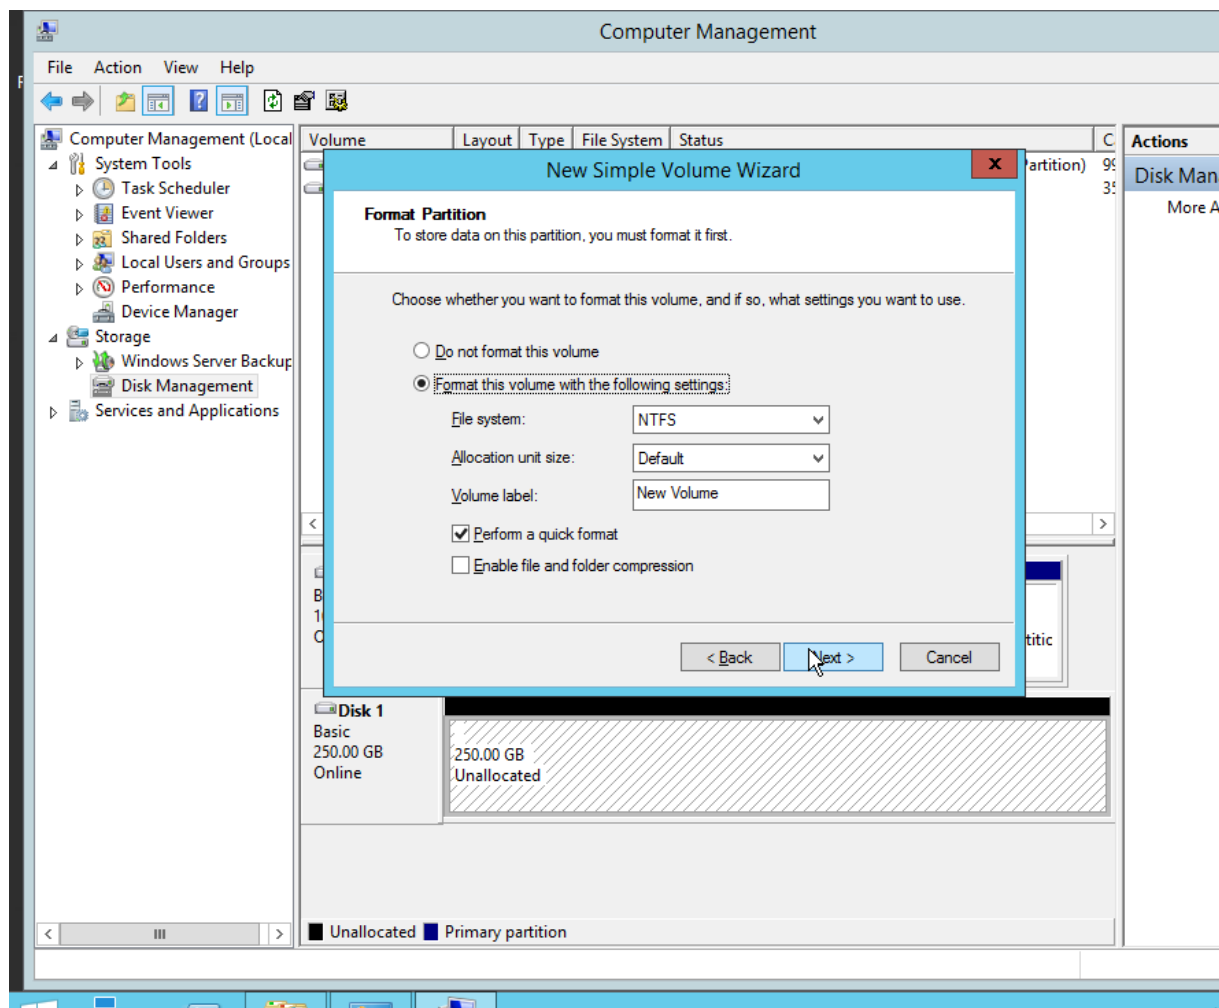 Computer Management
File Action View Help
Computer Management (Local
System Tools
Task Scheduler
Event Viewer
Shared Folders
Local Users and Groups
Performance
Device Manager
Storage
Windows Server Backup
Disk Management
Services and Applications
Volume Layout Type File System Status C
artition) 99
35
Actions
Disk Man
More A
New Simple Volume Wizard
x
Format Partition
To store data on this partition, you must format it first.
Choose whether you want to format this volume, and if so, what settings you want to use.
Do not format this volume
Format this volume with the following settings:
File system: NTFS
Allocation unit size: Default
Volume label: New Volume
Perform a quick format
Enable file and folder compression
< Back Next > Cancel
B
10
O
titic
Disk 1
Basic
250.00 GB
Online
250.00 GB
Unallocated
Unallocated Primary partition